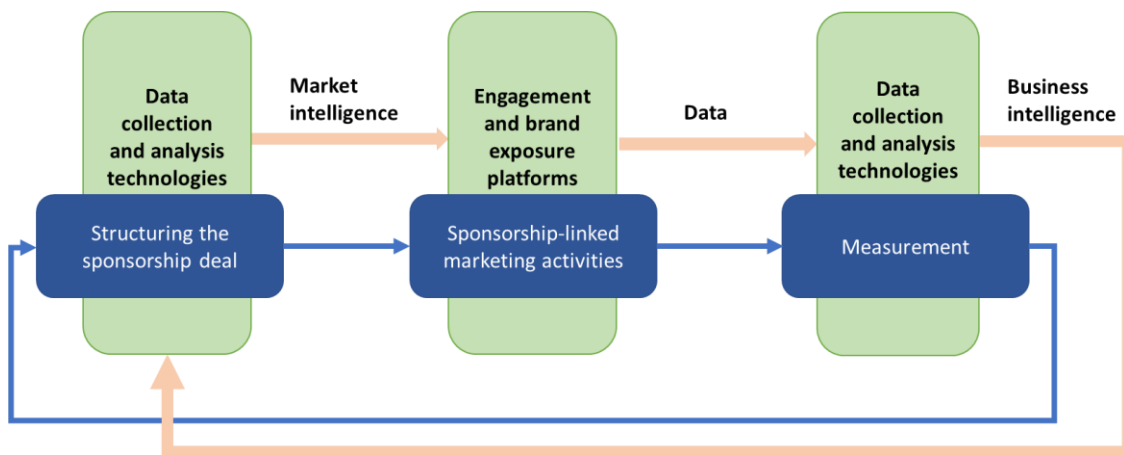 Data
collection
and analysis
technologies
Market
intelligence
Engagement
and brand
exposure
platforms
Data
Data
collection
and analysis
technologies
Business
intelligence
Structuring the
sponsorship deal
Sponsorship-linked
marketing activities
Measurement